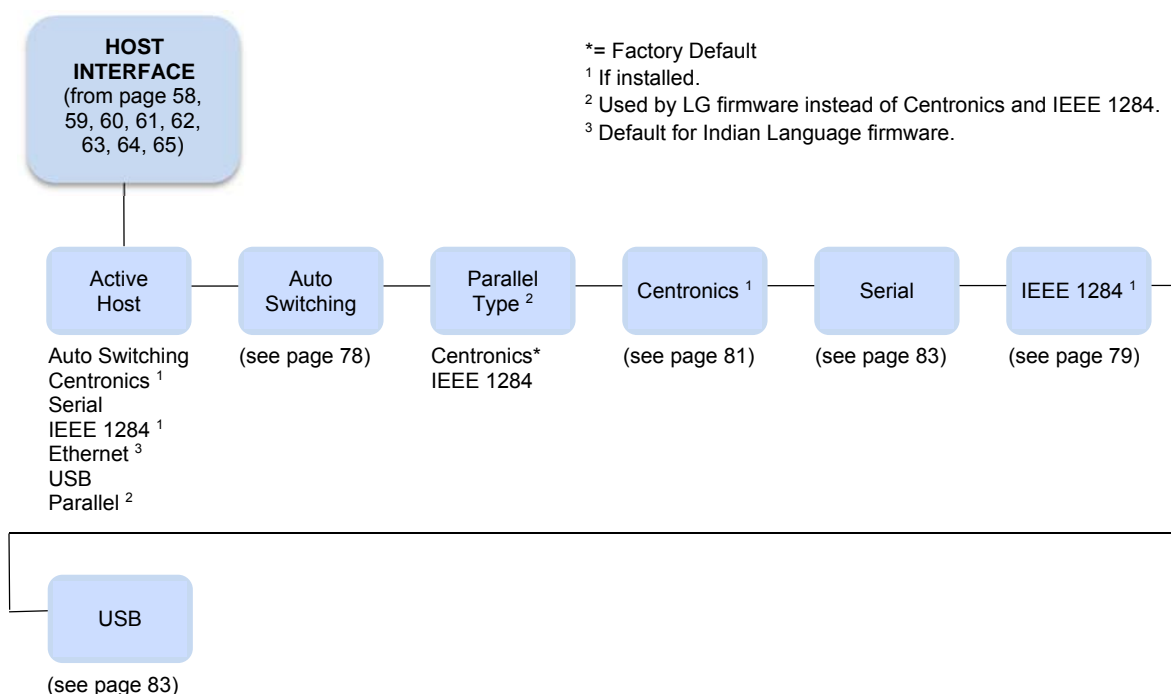 HOST
INTERFACE
(from page 58,
59, 60, 61, 62,
63, 64, 65)
*= Factory Default
¹ If installed.
² Used by LG firmware instead of Centronics and IEEE 1284.
³ Default for Indian Language firmware.
Active
Host
Auto Switching
Centronics ¹
Serial
IEEE 1284 ¹
Ethernet ³
USB
Parallel ²
Auto
Switching
(see page 78)
Parallel
Type ²
Centronics*
IEEE 1284
Centronics ¹
(see page 81)
Serial
(see page 83)
IEEE 1284 ¹
(see page 79)
USB
(see page 83)